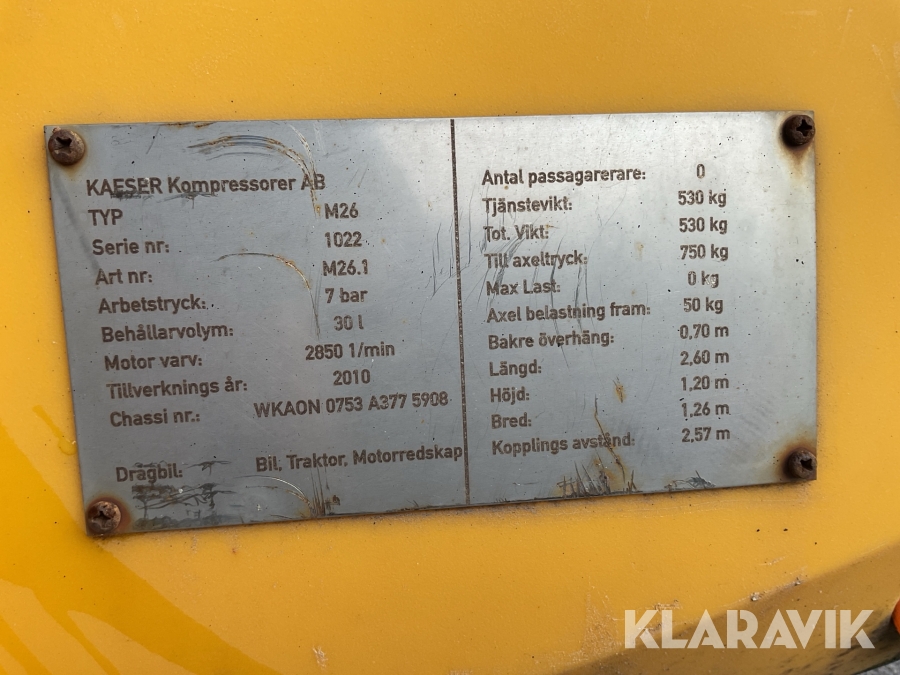 KAESER Kompressorer AB
TYP M26
Serie nr: 1022
Art nr: M26.1
Arbetstryck: 7 bar
Behållarvolym: 30 l
Motor varv: 2850 1/min
Tillverknings år: 2010
Chassi nr.: WKAON 0753 A377 5908
Dragbil: Bil, Traktor, Motorredskap
Antal passagarerare: 0
Tjänstevikt: 530 kg
Tot. Vikt: 530 kg
Till axeltryck: 750 kg
Max Last: 0 kg
Axel belastning fram: 50 kg
Bakre överhäng: 0,70 m
Längd: 2,60 m
Höjd: 1,20 m
Bred: 1,26 m
Kopplings avstånd: 2,57 m
KLARAVIK